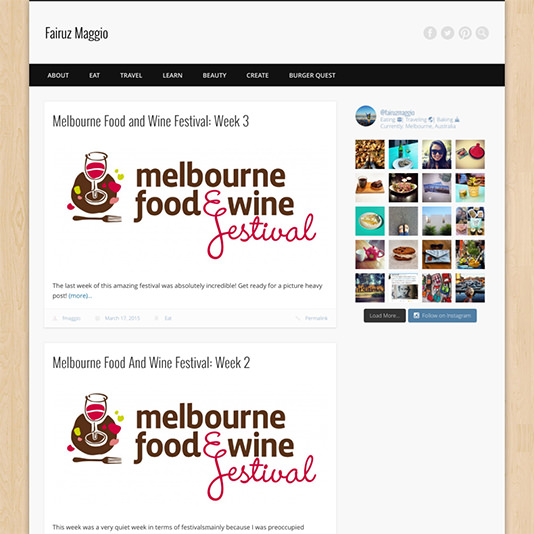 Fairuz Maggio
ABOUT EAT TRAVEL LEARN BEAUTY CREATE BURGER QUEST
Melbourne Food and Wine Festival: Week 3
melbourne
food & wine
festival
The last week of this amazing festival was absolutely incredible! Get ready for a picture heavy
post! (more)...
fmaggio March 17, 2015 Eat Permalink
@fairuzmaggio
Eating | Traveling | Baking
Currently: Melbourne, Australia
Load More... Follow on Instagram
Melbourne Food And Wine Festival: Week 2
melbourne
food & wine
festival
This week was a very quiet week in terms of festivalsmainly because I was preoccupied